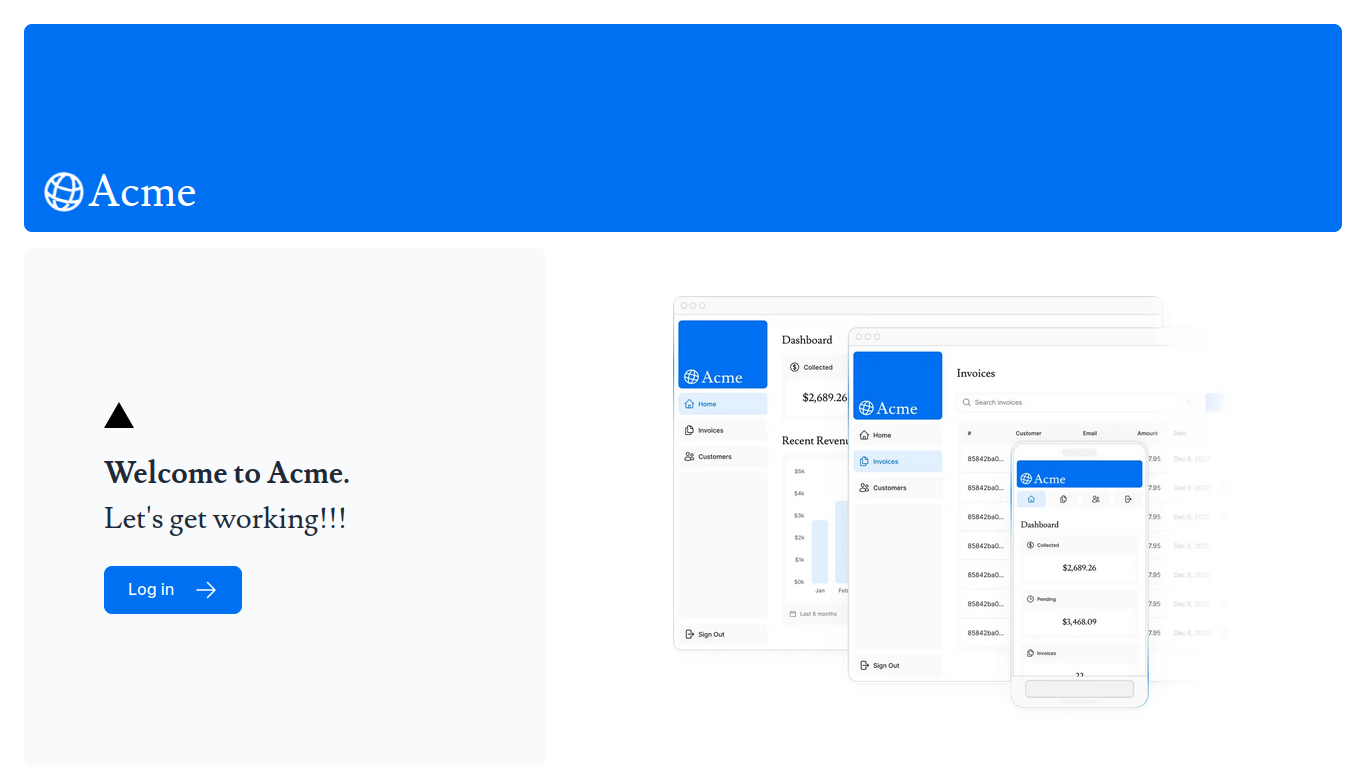 Acme
Welcome to Acme.
Let's get working!!!
Log in
Acme
Home
Invoices
Customers
Sign Out
Dashboard
Collected
$2,689.26
Recent
$5k
$4k
$3k
$2k
$1k
$0k
Jan
Last 6 months
Acme
Home
Invoices
Customers
Sign Out
Invoices
Search invoices
# Customer Email Amount Date
85842ba0... 7.95 Dec 6, 2022
85842ba0... 7.95 Dec 6, 2022
85842ba0... 7.95 Dec 6, 2022
85842ba0... 7.95 Dec 6, 2022
85842ba0... 7.95 Dec 6, 2022
85842ba0... 7.95 Dec 6, 2022
85842ba0... 7.95 Dec 6, 2022
Acme
Dashboard
Collected
$2,689.26
Pending
$3,468.09
Invoices